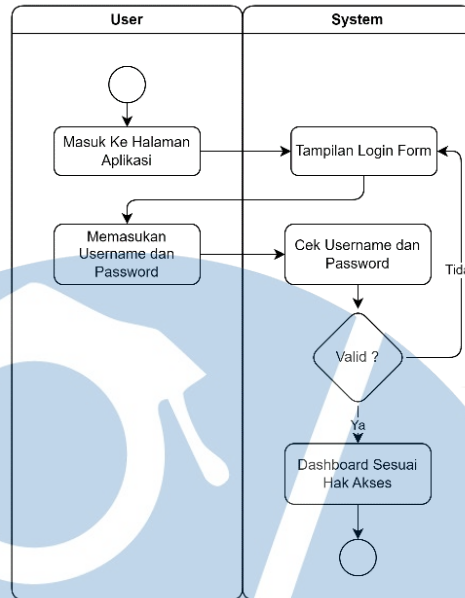 User
System
Masuk Ke Halaman
Aplikasi
Tampilan Login Form
Memasukan
Username dan
Password
Cek Username dan
Password
Valid ?
Ya
Dashboard Sesuai
Hak Akses